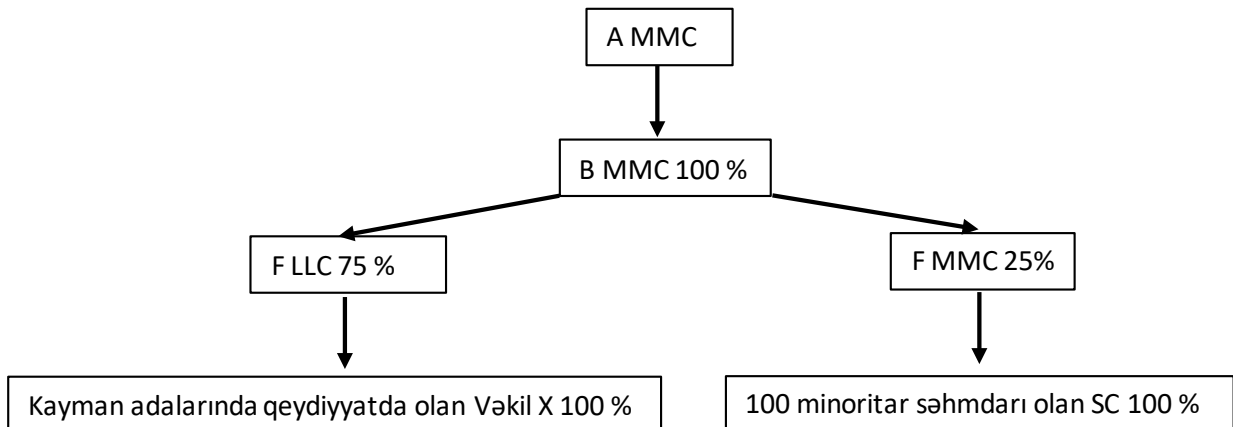 A MMC
B MMC 100 %
F LLC 75 %
F MMC 25%
Kayman adalarında qeydiyyatda olan Vəkil X 100 %
100 minoritar səhmdarı olan SC 100 %